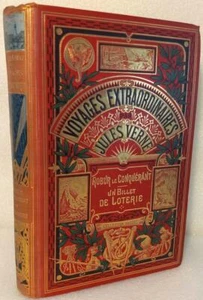 VOYAGES EXTRAORDINAIRES
JULES VERNE
ROBUR LE CONQUÉRANT
UN BILLET
DE LOTERIE